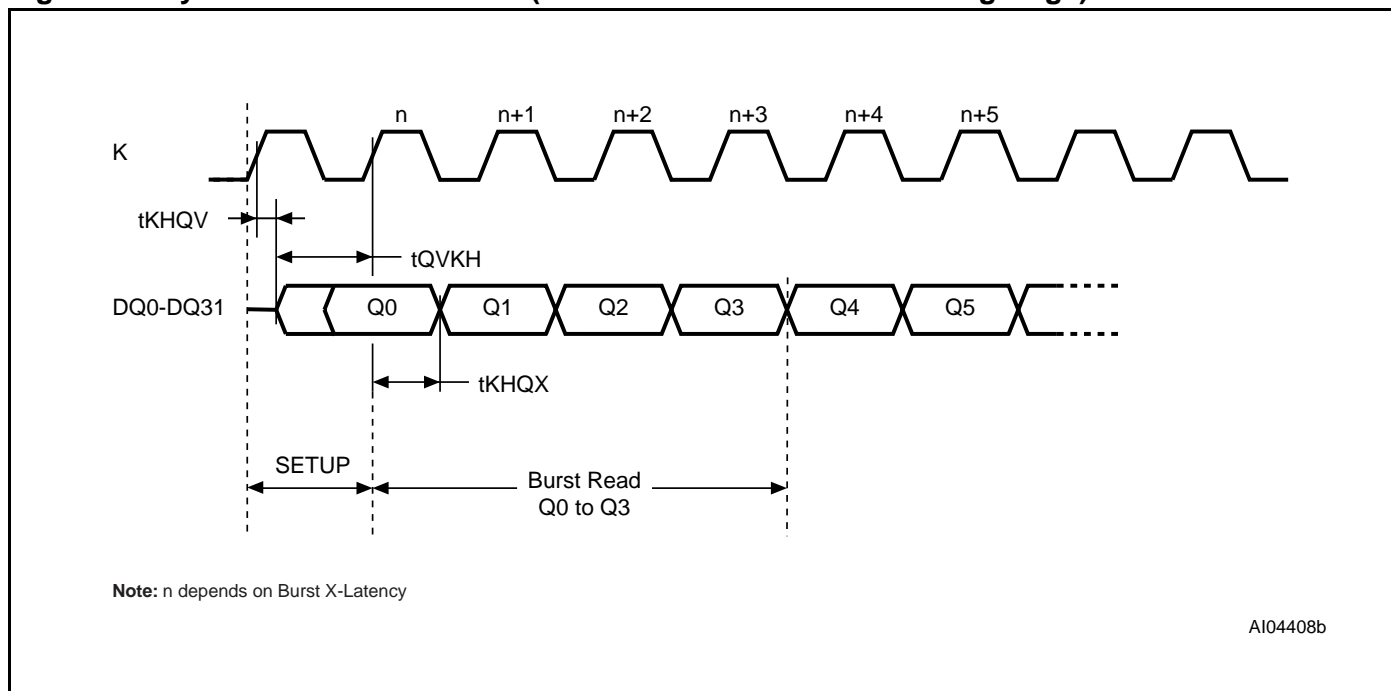 n n+1 n+2 n+3 n+4 n+5
K
tKHQV
tQVKH
DQ0-DQ31 Q0 Q1 Q2 Q3 Q4 Q5
tKHQX
SETUP
Burst Read
Q0 to Q3
Note: n depends on Burst X-Latency
AI04408b